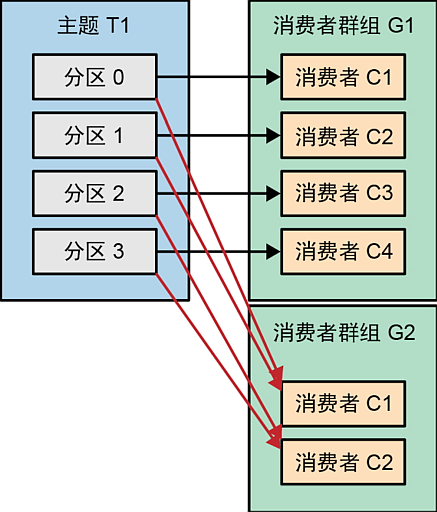 主题 T1
分区 0
分区 1
分区 2
分区 3
消费者群组 G1
消费者 C1
消费者 C2
消费者 C3
消费者 C4
消费者群组 G2
消费者 C1
消费者 C2